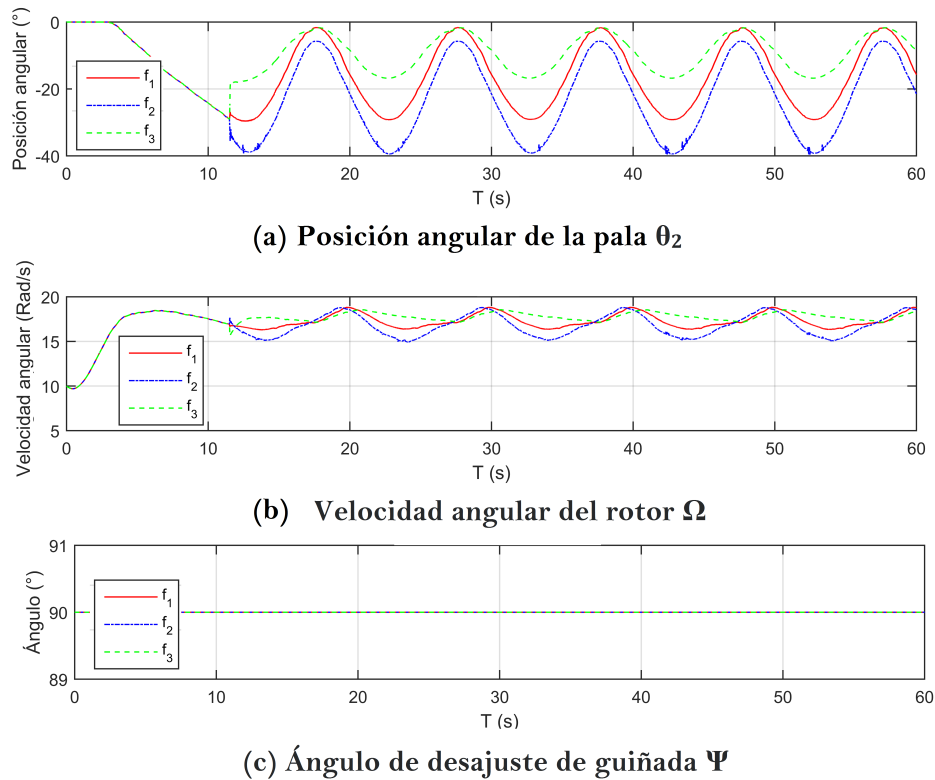 Posición angular (°)
0
-20
-40
f1
f2
f3
0 10 20 30 40 50 60
T (s)
(a) Posición angular de la pala θ₂
Velocidad angular (Rad/s)
20
15
10
5
f1
f2
f3
0 10 20 30 40 50 60
T (s)
(b) Velocidad angular del rotor Ω
Ángulo (°)
91
90
89
f1
f2
f3
0 10 20 30 40 50 60
T (s)
(c) Ángulo de desajuste de guiñada Ψ